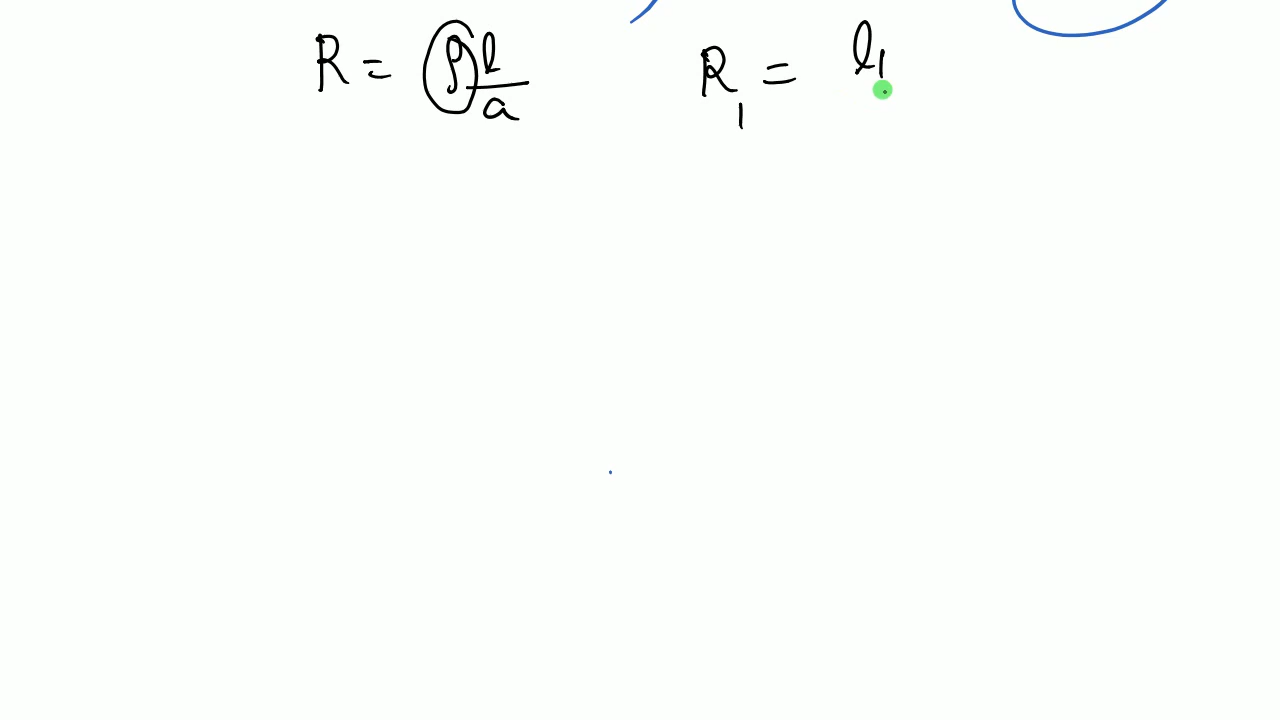 R = ρl/a R₁ = l₁